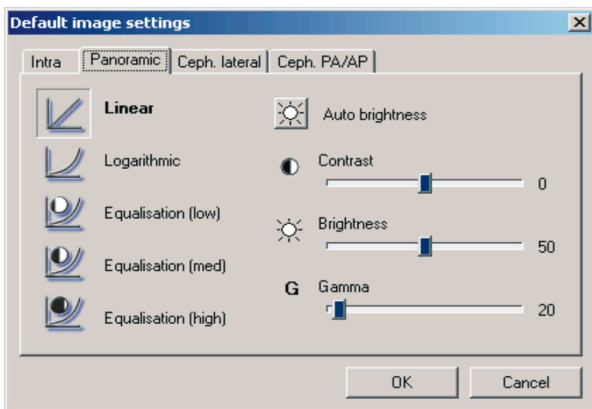 Default image settings
Intra Panoramic Ceph. lateral Ceph. PA/AP
Linear
Logarithmic
Equalisation (low)
Equalisation (med)
Equalisation (high)
Auto brightness
Contrast
0
Brightness
50
G Gamma
20
OK Cancel